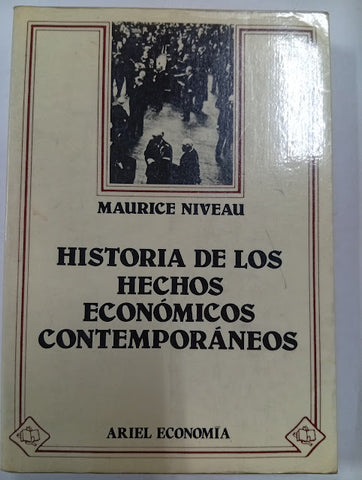 MAURICE NIVEAU
HISTORIA DE LOS
HECHOS
ECONÓMICOS
CONTEMPORÁNEOS
ARIEL ECONOMÍA